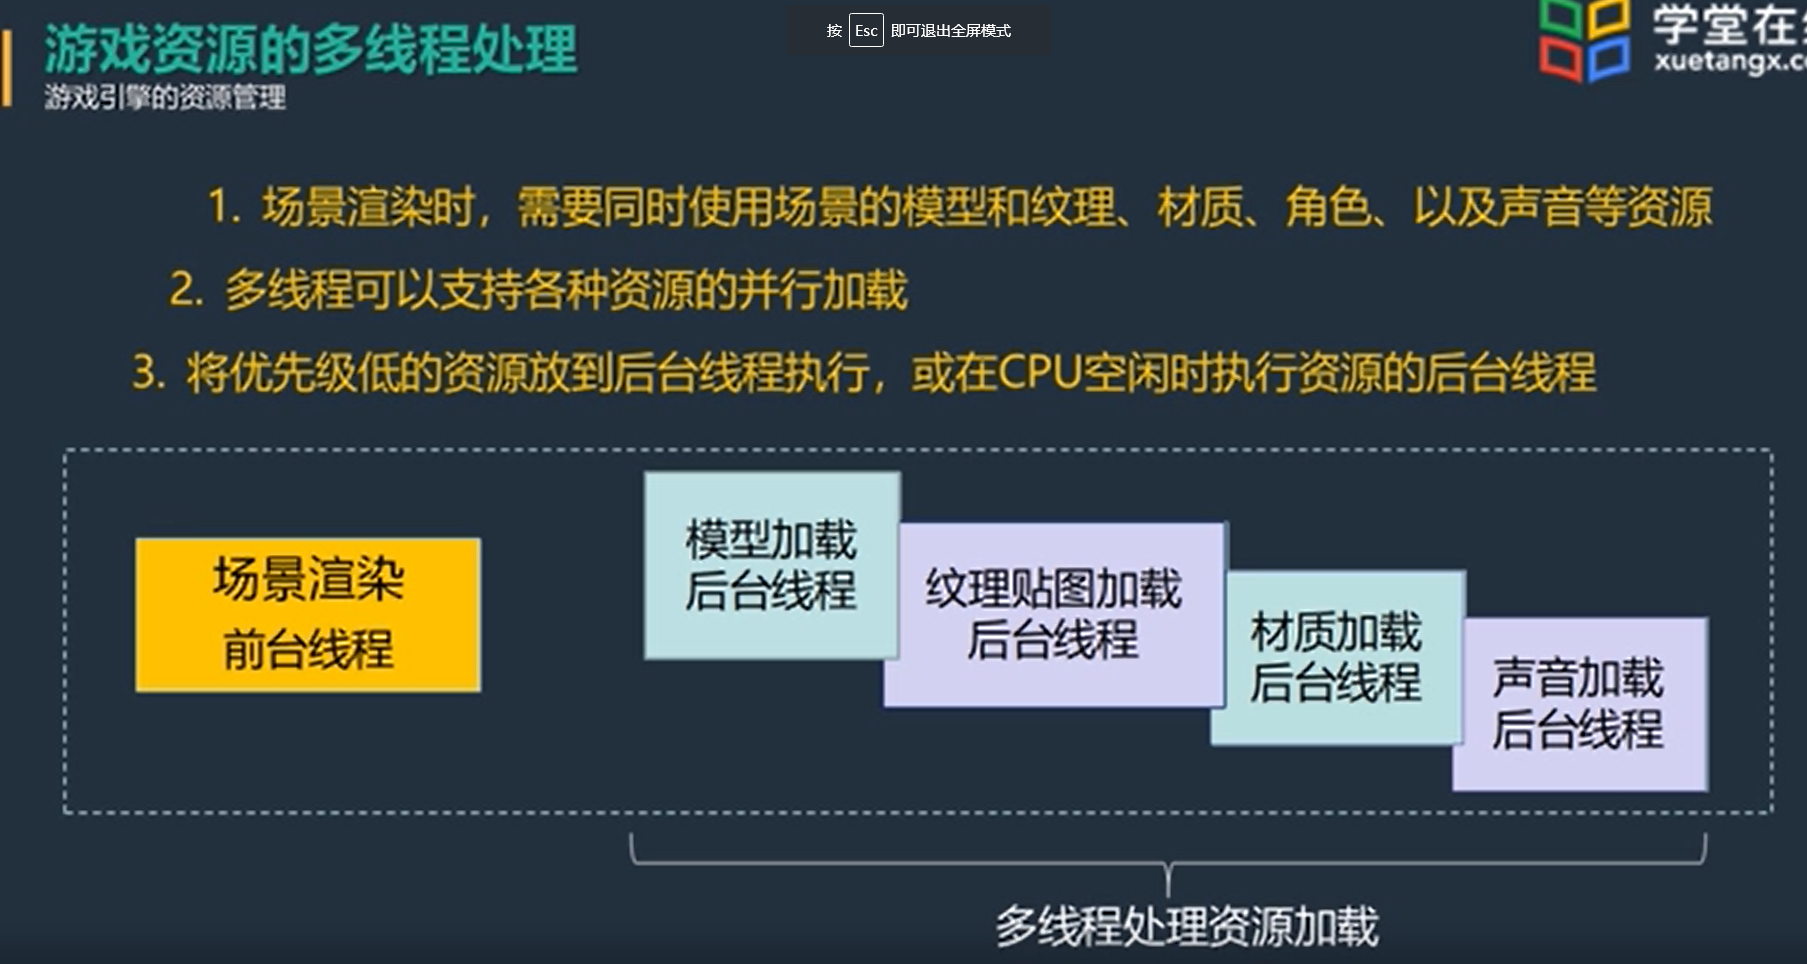 按 Esc 即可退出全屏模式
游戏资源的多线程处理
游戏引擎的资源管理
学堂在
xuetangx.c
1. 场景渲染时，需要同时使用场景的模型和纹理、材质、角色、以及声音等资源
2. 多线程可以支持各种资源的并行加载
3. 将优先级低的资源放到后台线程执行，或在CPU空闲时执行资源的后台线程
场景渲染
前台线程
模型加载
后台线程
纹理贴图加载
后台线程
材质加载
后台线程
声音加载
后台线程
多线程处理资源加载